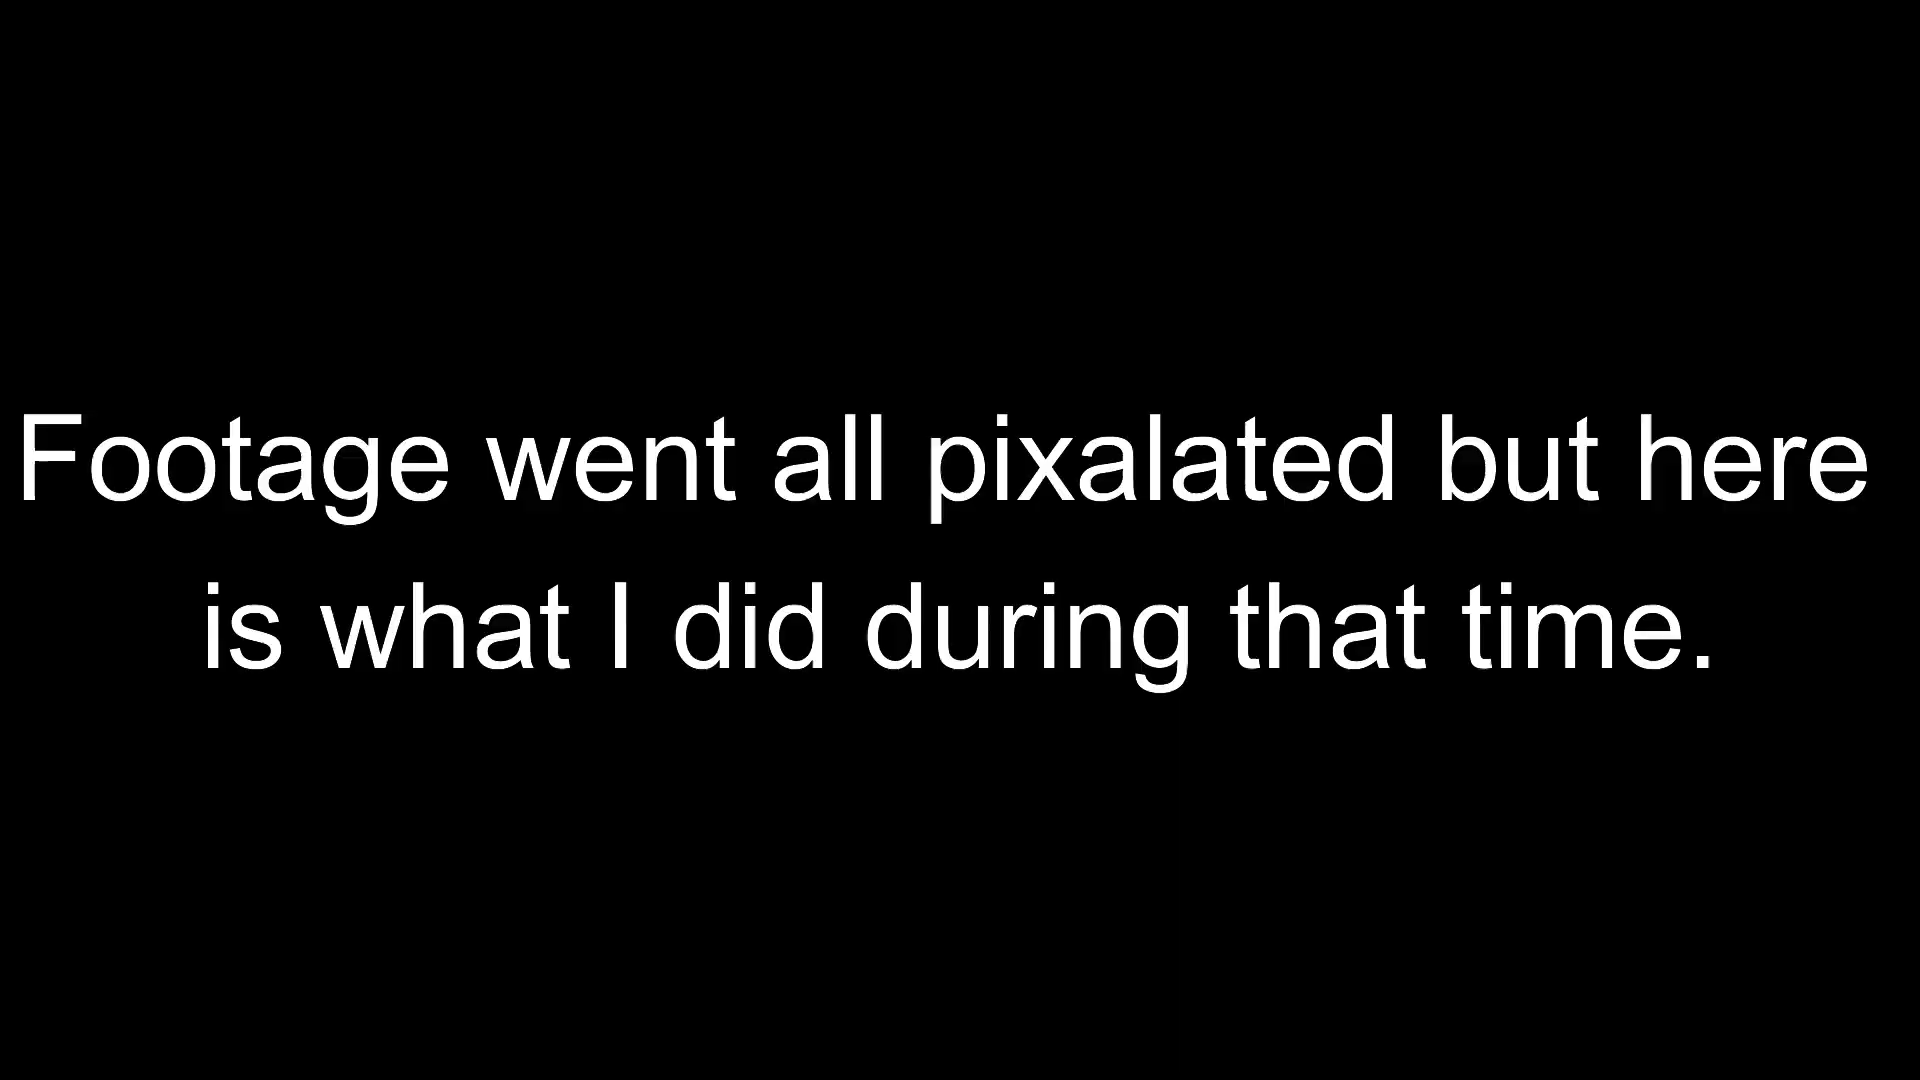 Footage went all pixalated but here
is what I did during that time.